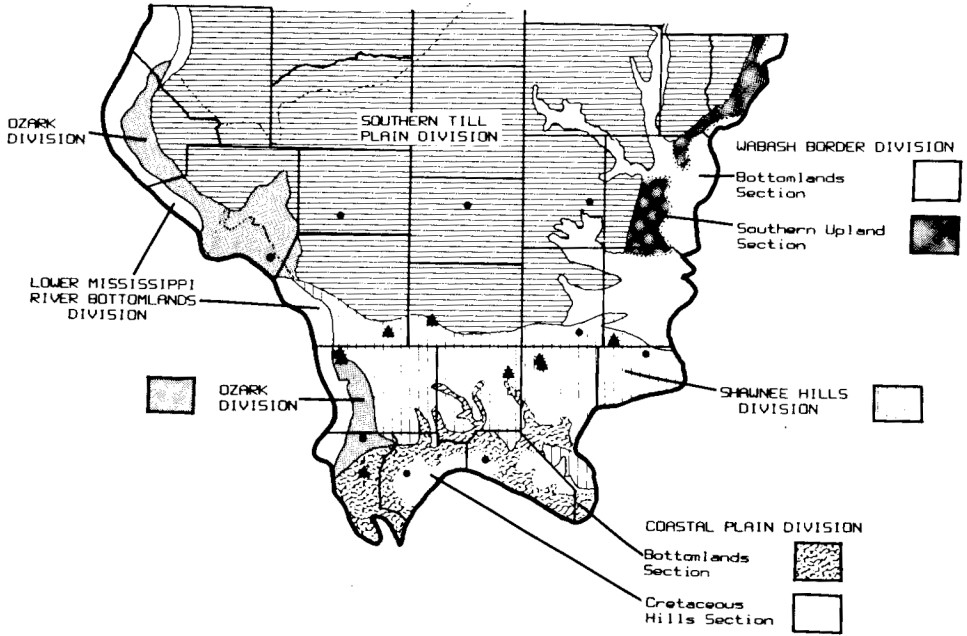 OZARK
DIVISION
SOUTHERN TILL
PLAIN DIVISION
WABASH BORDER DIVISION
Bottomlands
Section
Southern Upland
Section
LOWER MISSISSIPPI
RIVER BOTTOMLANDS
DIVISION
OZARK
DIVISION
SHAWNEE HILLS
DIVISION
COASTAL PLAIN DIVISION
Bottomlands
Section
Cretaceous
Hills Section